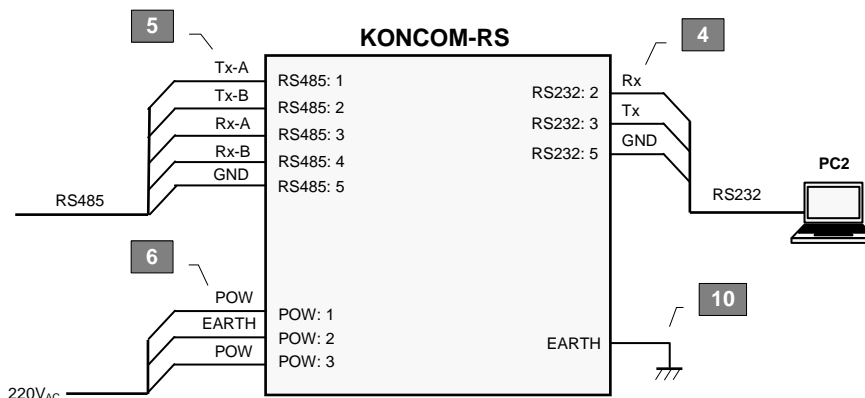 KONCOM-RS
5
4
Tx-A
RS485: 1
Tx-B
RS485: 2
Rx-A
RS485: 3
Rx-B
RS485: 4
GND
RS485: 5
RS485
Rx
RS232: 2
Tx
RS232: 3
GND
RS232: 5
RS232
PC2
6
POW
POW: 1
EARTH
POW: 2
POW
POW: 3
220VAC
10
EARTH